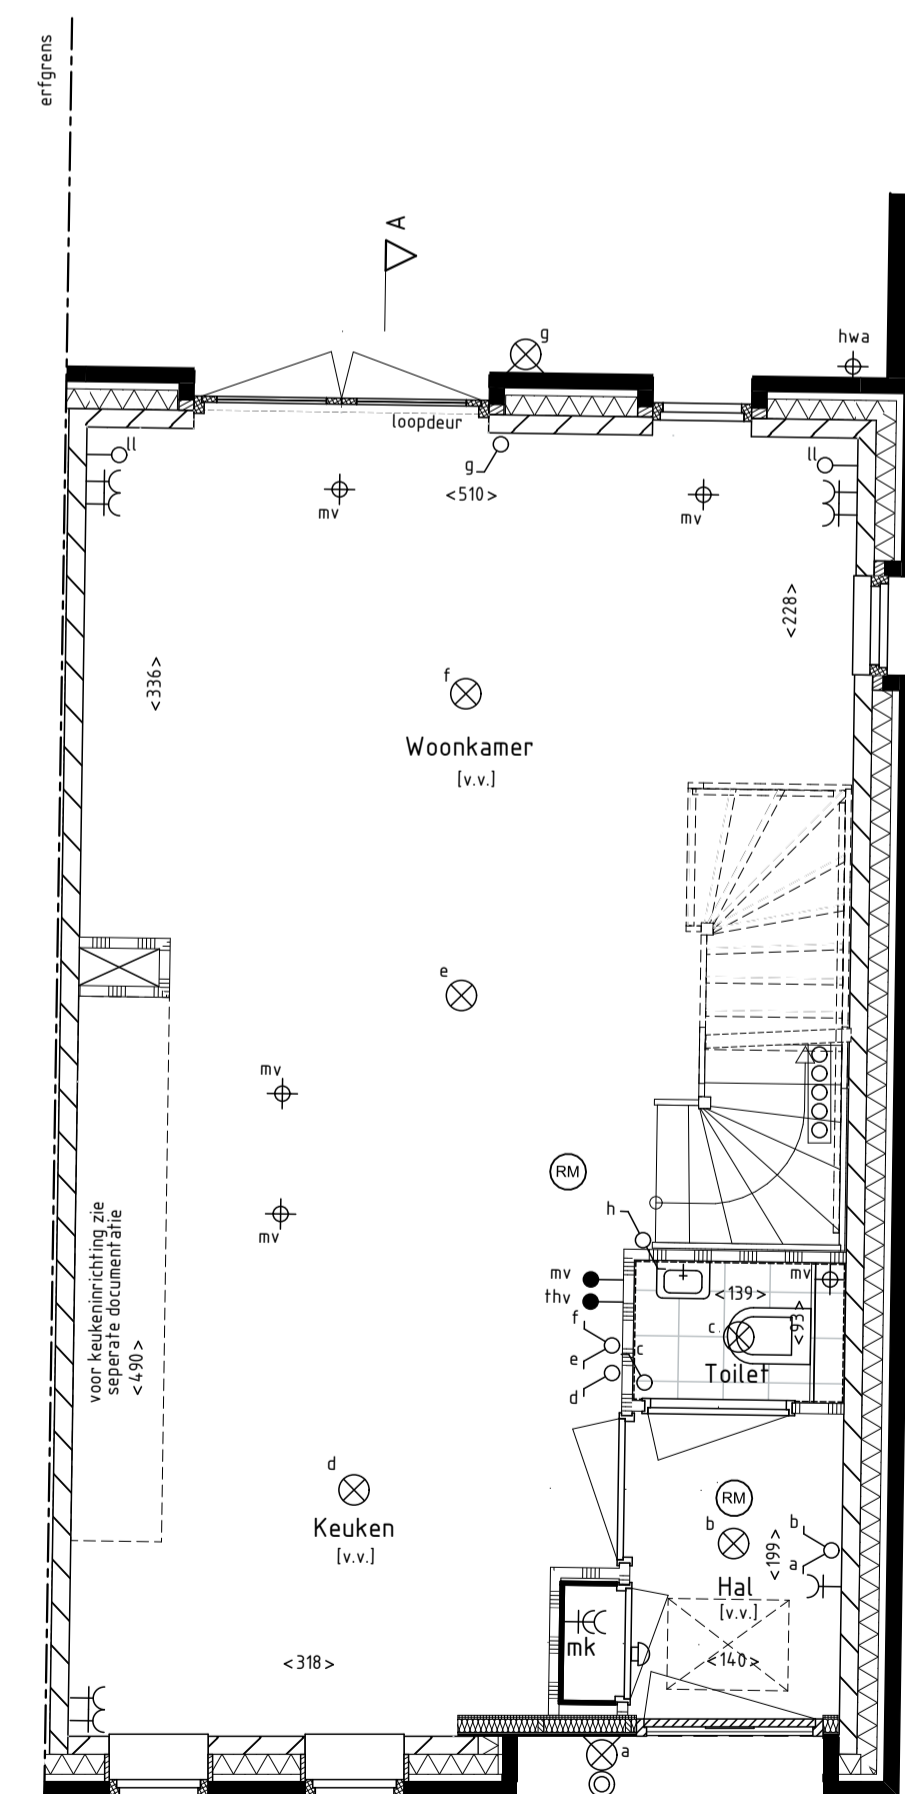 erfgrens
A
g
hwa
loopdeur
ll
g
<510>
ll
mv
mv
<228>
<336>
f
Woonkamer
[v.v.]
e
mv
RM
mv
h
voor keukeninrichting zie
seperate documentatie
<490>
mv
thv
mv
<139>
<93>
f
c
c
e
d
Toilet
d
Keuken
[v.v.]
RM
b
b
<199>
a
Hal
[v.v.]
mk
<318>
<140>
a